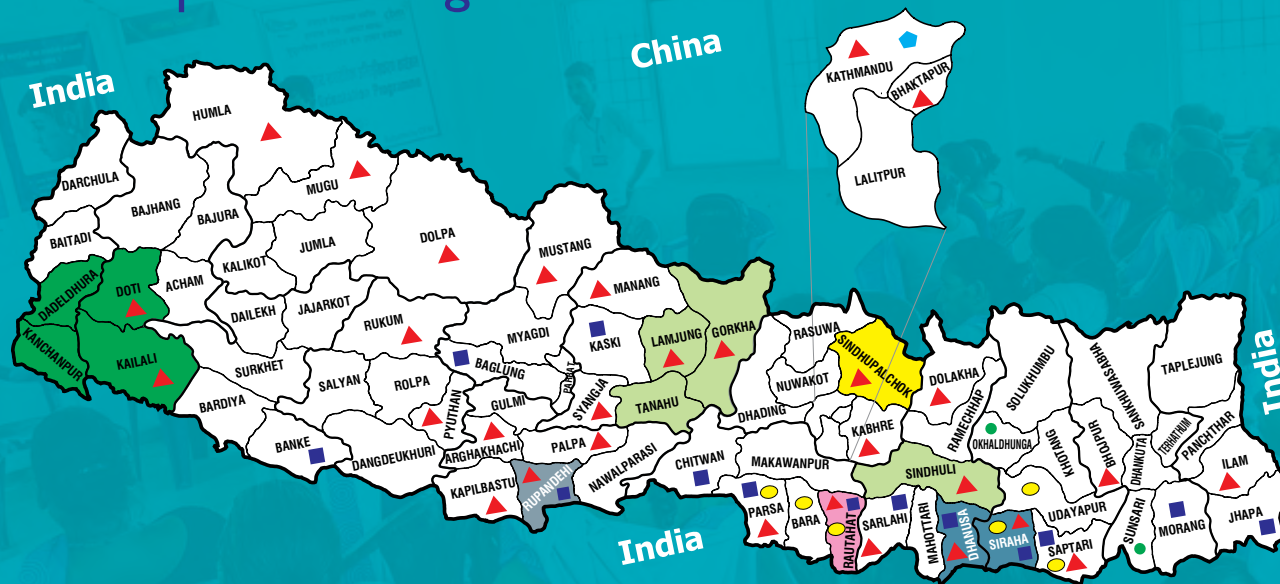 India
China
KATHMANDU
BHAKTAPUR
LALITPUR
HUMLA
DARCHULA
BAJHANG
BAJURA
MUGU
BAITADI
JUMLA
DOLPA
MUSTANG
KALIKOT
DADELDHURA
DOTI
ACHAM
MANANG
KANCHANPUR
KAILALI
DAILEKH
JAJARKOT
RUKUM
MYAGDI
KASKI
LAMJUNG
GORKHA
RASUWA
SINDHUPALCHOK
SURKHET
SALYAN
ROLPA
BAGLUNG
PARBAT
SYANGJA
TANAHU
NUWAKOT
DHADING
DOLAKHA
RAMECHHAP
SOLUKHUMBU
SANKHUWASABHA
TAPLEJUNG
India
BARDIYA
BANKE
DANGDEUKHURI
PYUTHAN
GULMI
ARGHAKHACHI
PALPA
KABHRE
OKHALDHUNGA
KHOTANG
BHOJPUR
DHANKUTA
TERHATHUM
PANCHTHAR
ILAM
KAPILBASTU
RUPANDEHI
NAWALPARASI
CHITWAN
MAKAWANPUR
SINDHULI
PARSA
BARA
RAUTAHAT
SARLAHI
MAHOTTARI
DHANUSA
SIRAHA
UDAYAPUR
SAPTARI
SUNSARI
MORANG
JHAPA
India